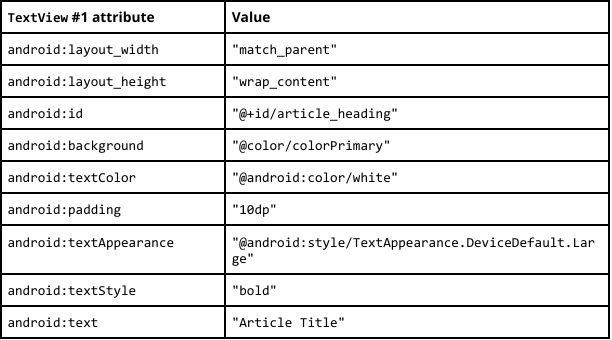 TextView #1 attribute Value
android:layout_width "match_parent"
android:layout_height "wrap_content"
android:id "@+id/article_heading"
android:background "@color/colorPrimary"
android:textColor "@android:color/white"
android:padding "10dp"
android:textAppearance "@android:style/TextAppearance.DeviceDefault.Lar
ge"
android:textStyle "bold"
android:text "Article Title"